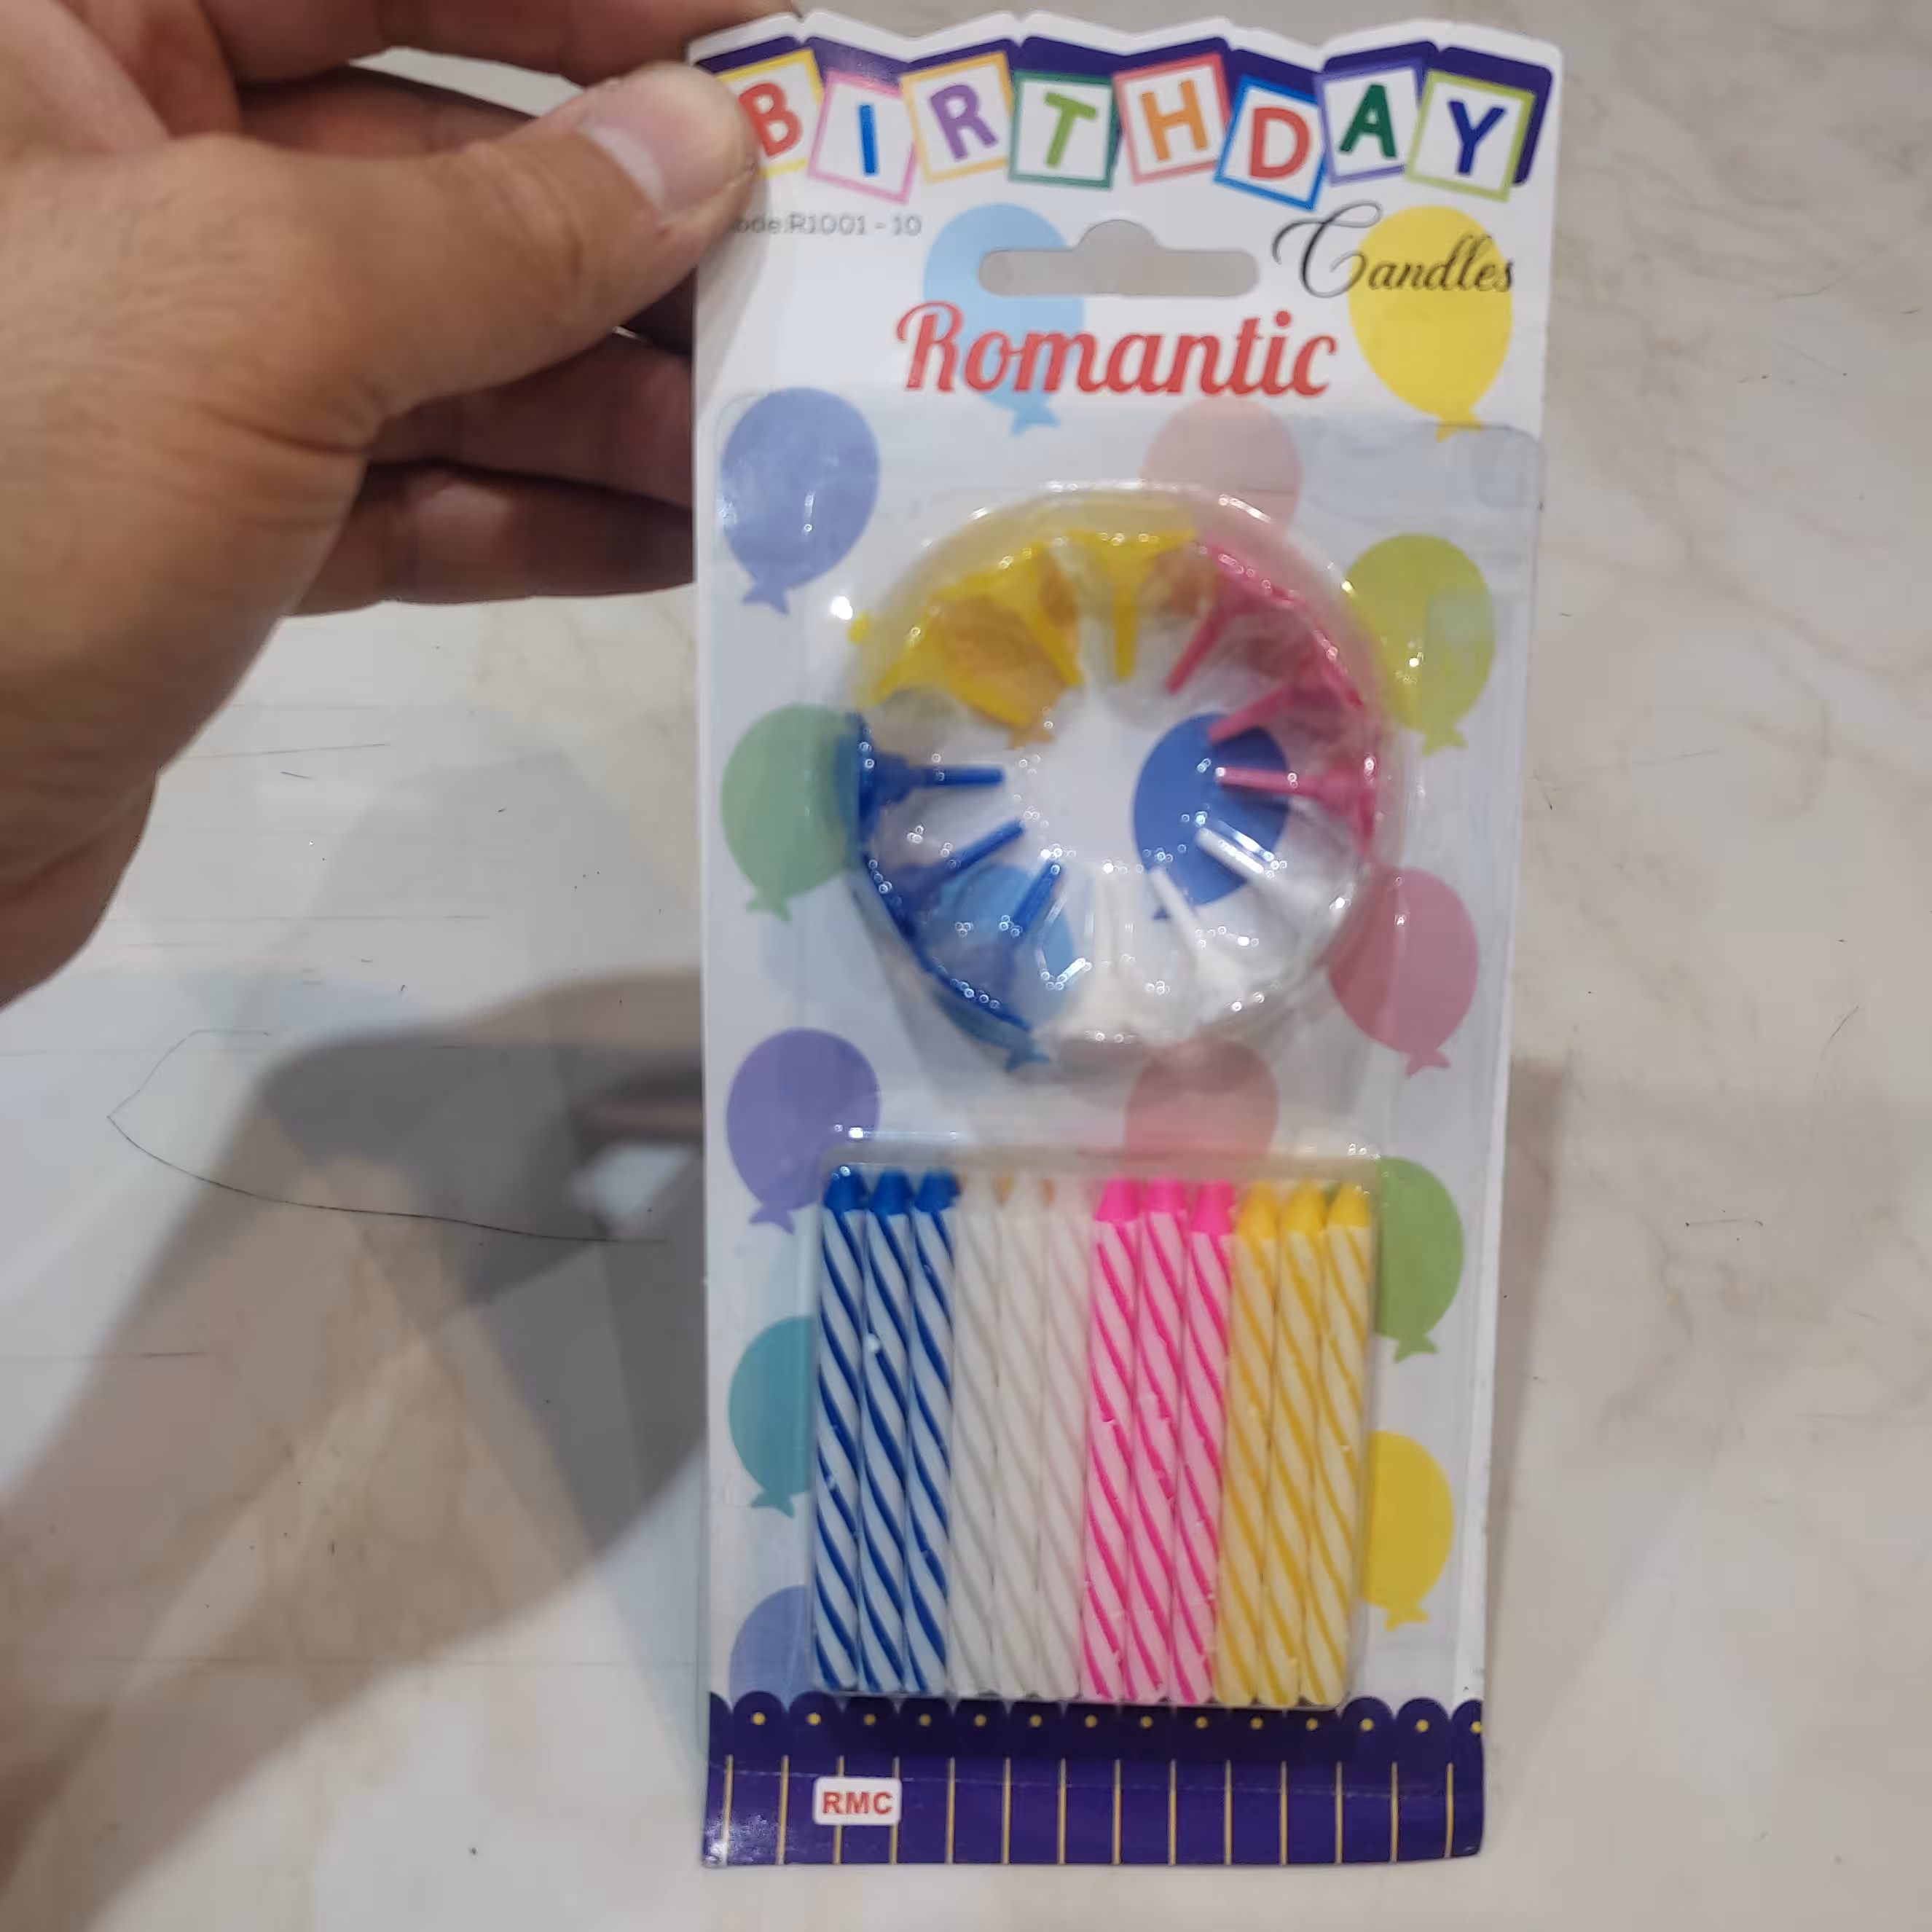 BIRTHDAY
Code:R1001 - 10
Candles
Romantic
RMC